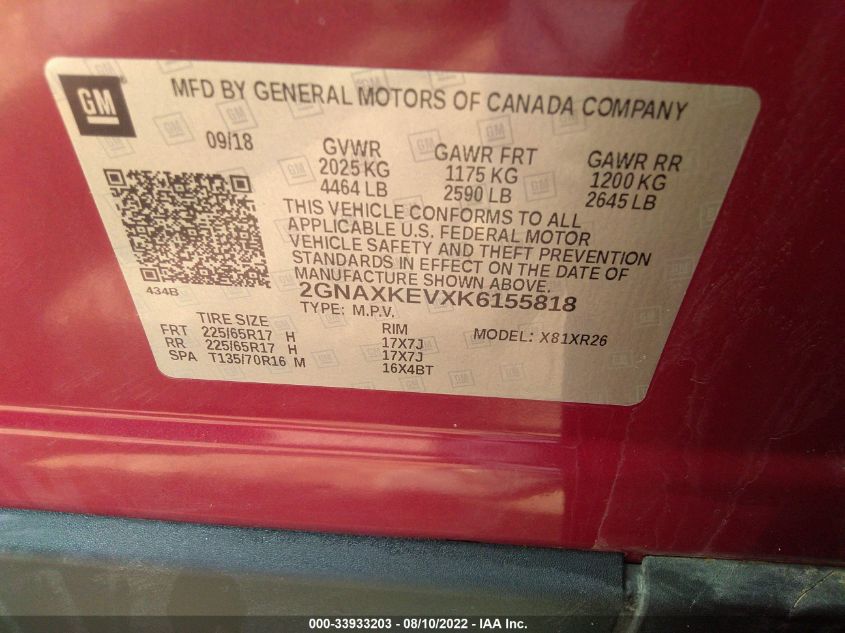 GM
MFD BY GENERAL MOTORS OF CANADA COMPANY
09/18
GVWR GAWR FRT GAWR RR
2025 KG 1175 KG 1200 KG
4464 LB 2590 LB 2645 LB
THIS VEHICLE CONFORMS TO ALL
APPLICABLE U.S. FEDERAL MOTOR
VEHICLE SAFETY AND THEFT PREVENTION
STANDARDS IN EFFECT ON THE DATE OF
MANUFACTURE SHOWN ABOVE.
434B
2GNAXKEVXK6155818
TYPE: M.P.V.
MODEL: X81XR26
TIRE SIZE RIM
FRT 225/65R17 H 17X7J
RR 225/65R17 H 17X7J
SPA T135/70R16 M 16X4BT
000-33933203 - 08/10/2022 - IAA Inc.